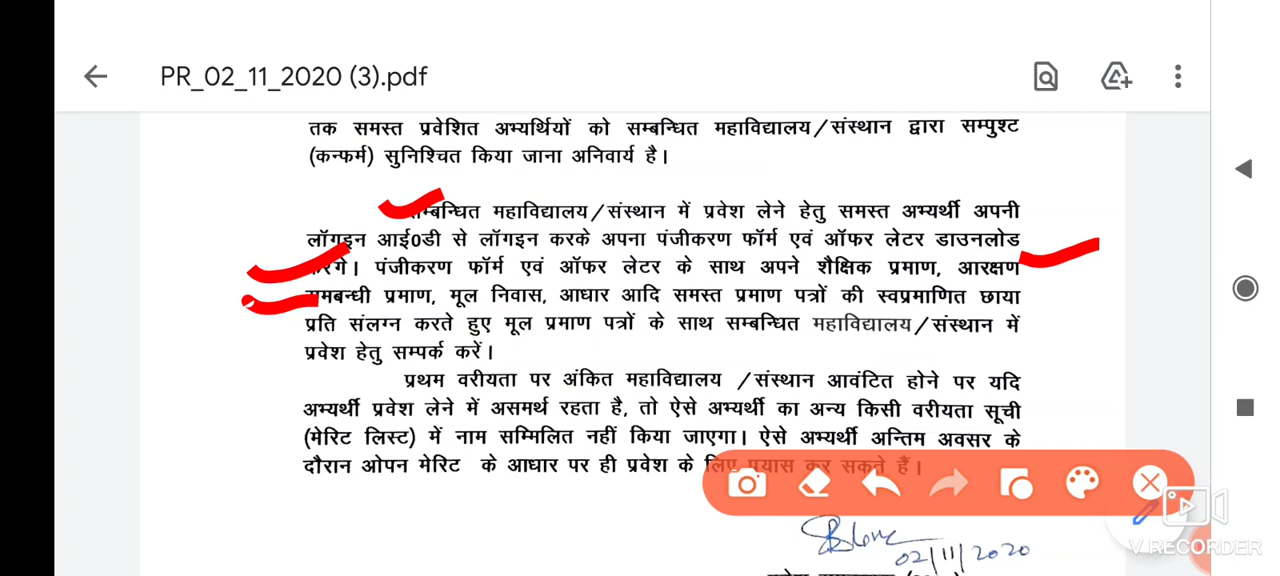 PR_02_11_2020 (3).pdf
तक समस्त प्रवेशित अभ्यर्थियों को सम्बन्धित महाविद्यालय/संस्थान द्वारा सम्पुश्ट
(कन्फर्म) सुनिश्चित किया जाना अनिवार्य है।
सम्बन्धित महाविद्यालय/संस्थान में प्रवेश लेने हेतु समस्त अभ्यर्थी अपनी
लॉगइन आई0डी से लॉगइन करके अपना पंजीकरण फॉर्म एवं ऑफर लेटर डाउनलोड
करेंगे। पंजीकरण फॉर्म एवं ऑफर लेटर के साथ अपने शैक्षिक प्रमाण, आरक्षण
समबन्धी प्रमाण, मूल निवास, आधार आदि समस्त प्रमाण पत्रों की स्वप्रमाणित छाया
प्रति संलग्न करते हुए मूल प्रमाण पत्रों के साथ सम्बन्धित महाविद्यालय/संस्थान में
प्रवेश हेतु सम्पर्क करें।
प्रथम वरीयता पर अंकित महाविद्यालय /संस्थान आवंटित होने पर यदि
अभ्यर्थी प्रवेश लेने में असमर्थ रहता है, तो ऐसे अभ्यर्थी का अन्य किसी वरीयता सूची
(मेरिट लिस्ट) में नाम सम्मिलित नहीं किया जाएगा। ऐसे अभ्यर्थी अन्तिम अवसर के
दौरान ओपन मेरिट के आधार पर ही प्रवेश के लिए प्रयास कर सकते हैं।
02/11/2020
V RECORDER